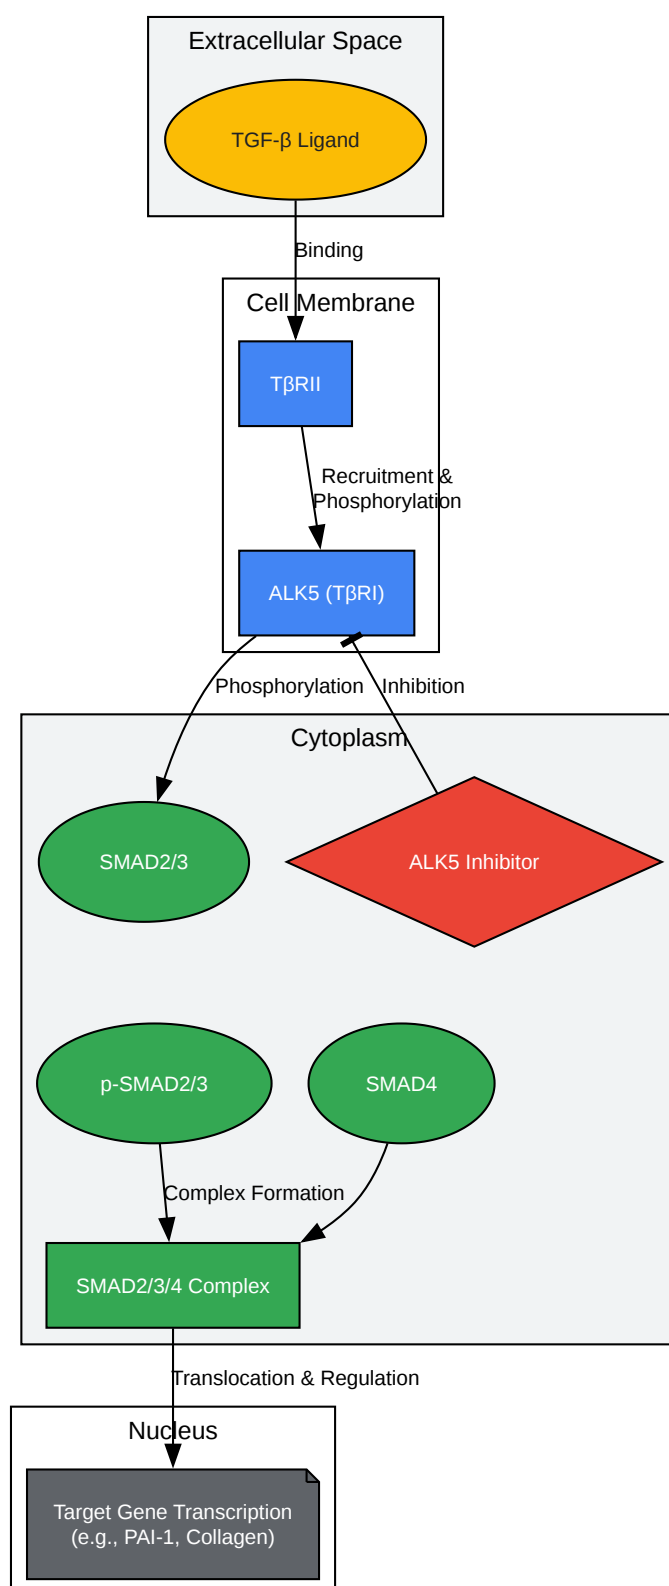 Extracellular Space
TGF-β Ligand
Binding
Cell Membrane
TβRII
Recruitment &
Phosphorylation
ALK5 (TβRI)
Phosphorylation
Inhibition
Cytoplasm
SMAD2/3
ALK5 Inhibitor
p-SMAD2/3
SMAD4
Complex Formation
SMAD2/3/4 Complex
Translocation & Regulation
Nucleus
Target Gene Transcription
(e.g., PAI-1, Collagen)